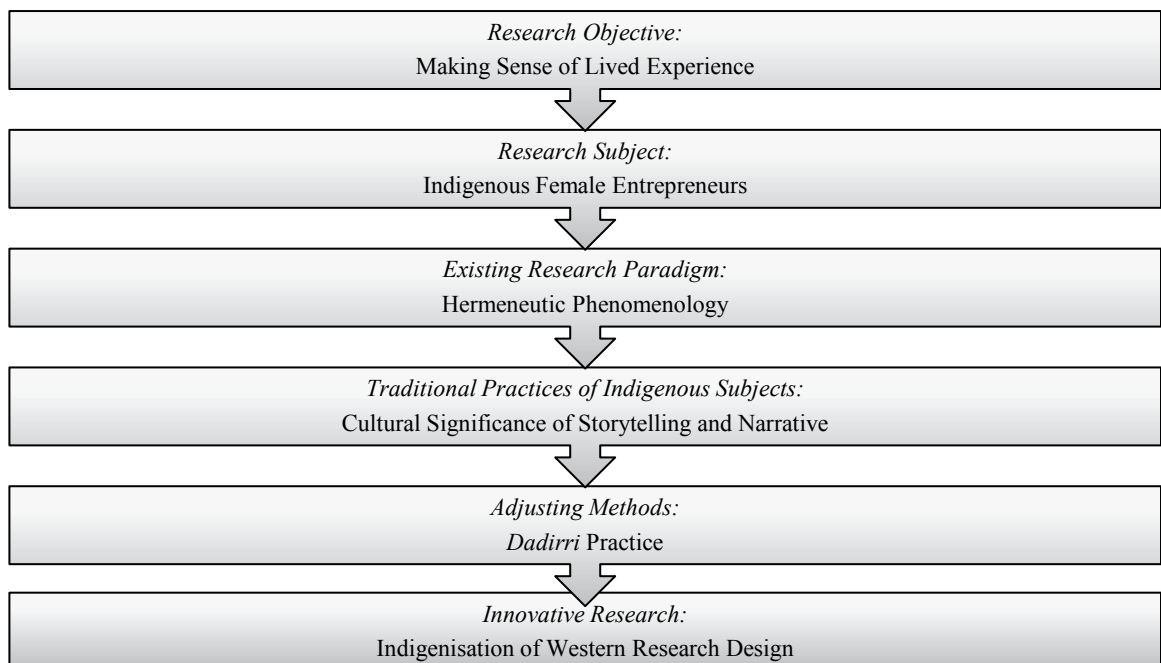 Research Objective:
Making Sense of Lived Experience
Research Subject:
Indigenous Female Entrepreneurs
Existing Research Paradigm:
Hermeneutic Phenomenology
Traditional Practices of Indigenous Subjects:
Cultural Significance of Storytelling and Narrative
Adjusting Methods:
Dadirri Practice
Innovative Research:
Indigenisation of Western Research Design